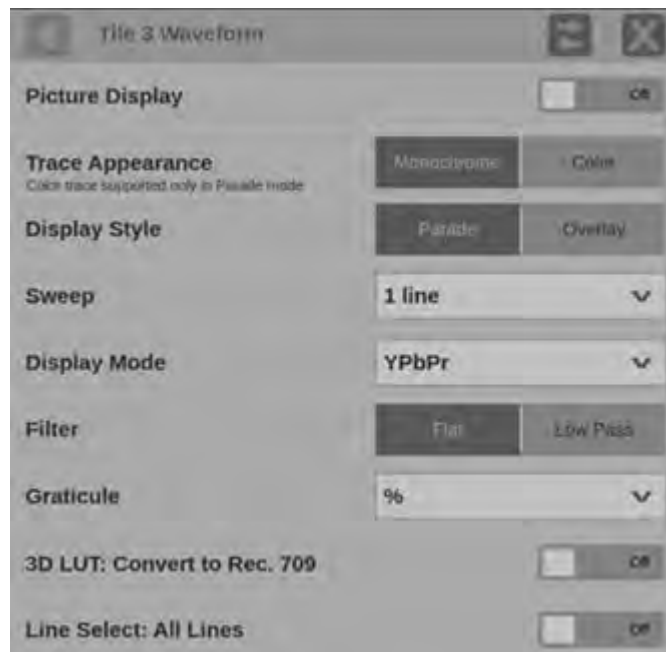 Tile 3 Waveform
Picture Display Off
Trace Appearance Monochrome Color
Color trace supported only in Parade mode
Display Style Parade Overlay
Sweep 1 line
Display Mode YPbPr
Filter Flat Low Pass
Graticule %
3D LUT: Convert to Rec. 709 Off
Line Select: All Lines Off